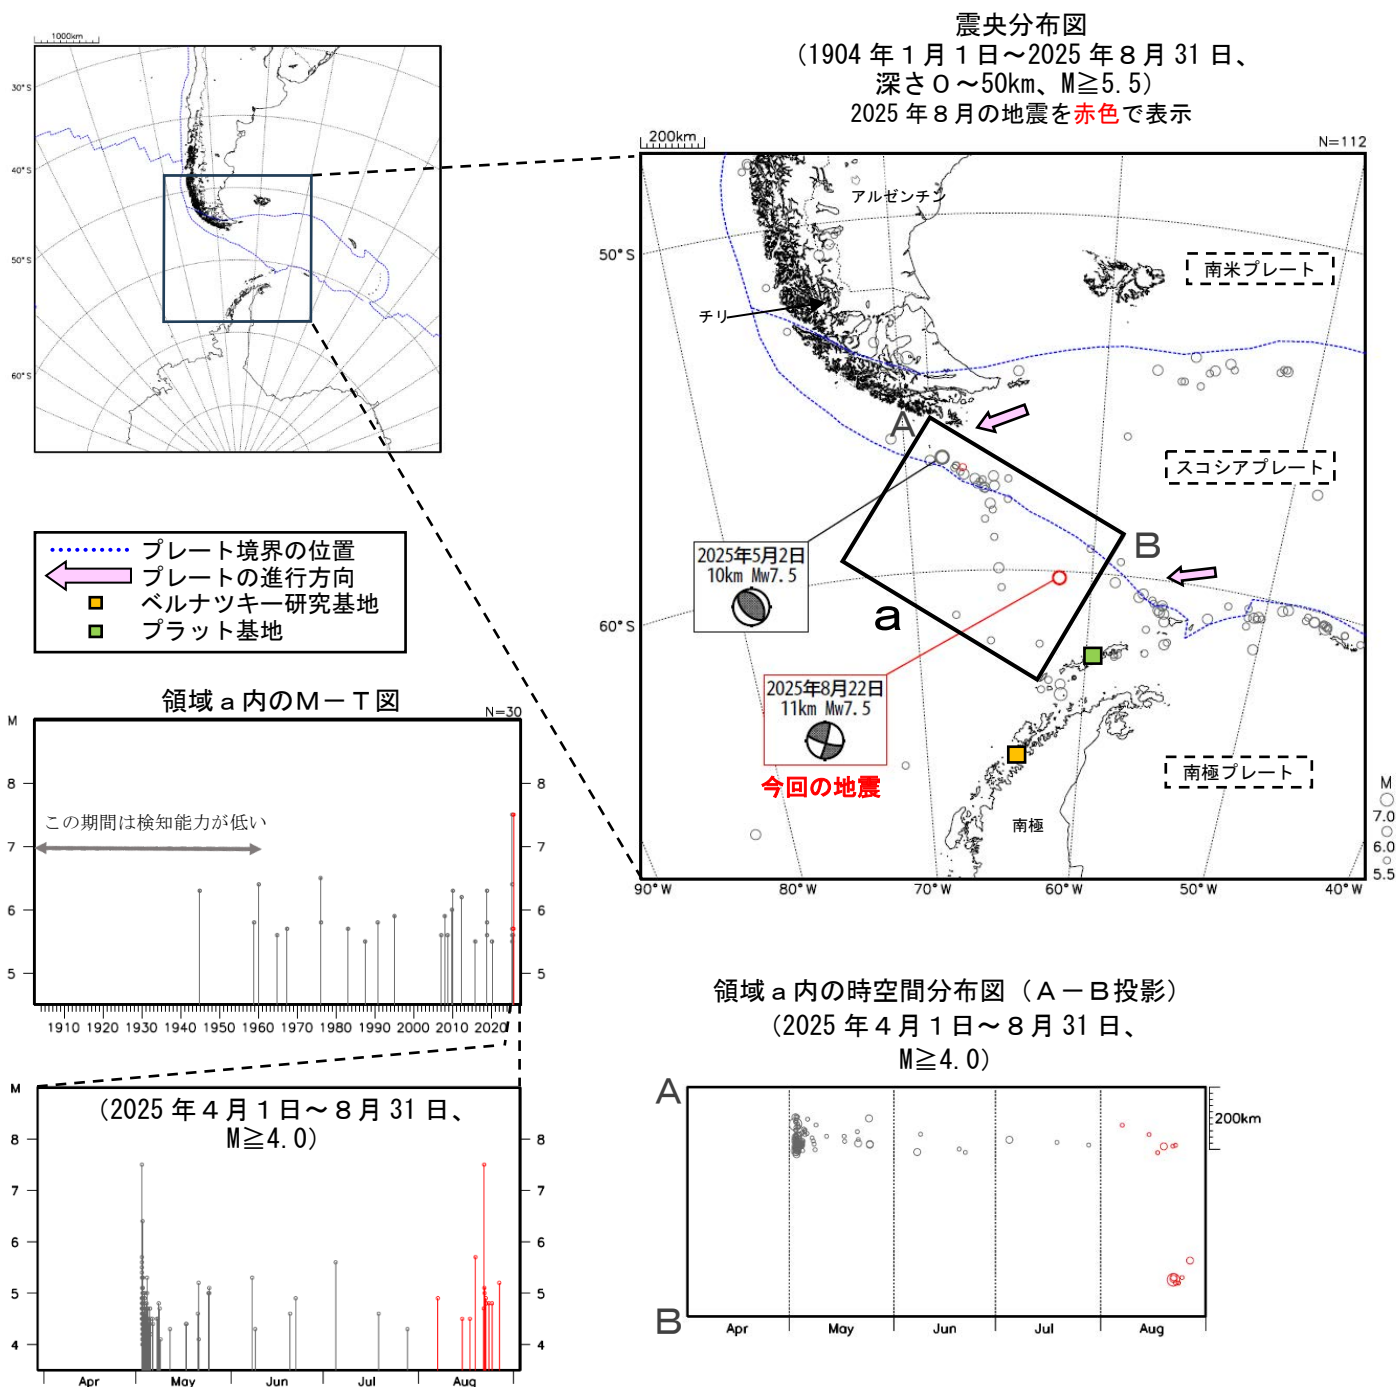 1000km
30°S
40°S
50°S
60°S
震央分布図
（1904年１月１日～2025年８月31日、
深さ０～50km、M≧5.5）
2025年８月の地震を赤色で表示
200km
N=112
アルゼンチン
50°S
南米プレート
チリ
A
スコシアプレート
B
2025年5月2日
10km Mw7.5
a
60°S
2025年8月22日
11km Mw7.5
今回の地震
南極プレート
南極
M
7.0
6.0
5.5
90°W
80°W
70°W
60°W
50°W
40°W
プレート境界の位置
プレートの進行方向
ベルナツキー研究基地
プラット基地
領域ａ内のＭ－Ｔ図
M
N=30
8 8
この期間は検知能力が低い
7 7
6 6
5 5
1910 1920 1930 1940 1950 1960 1970 1980 1990 2000 2010 2020
M
（2025年４月１日～８月31日、
M≧4.0）
8 8
7 7
6 6
5 5
4 4
Apr May Jun Jul Aug
領域ａ内の時空間分布図（Ａ－Ｂ投影）
（2025年４月１日～８月31日、
M≧4.0）
A
200km
B
Apr May Jun Jul Aug